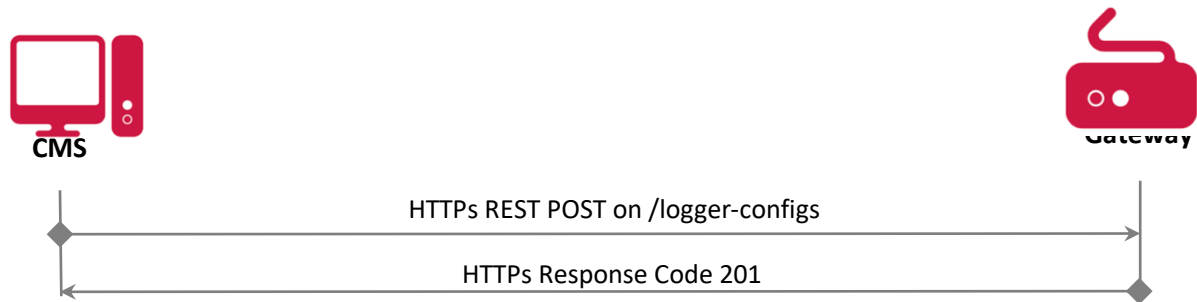 CMS
Gateway
HTTPs REST POST on /logger-configs
HTTPs Response Code 201